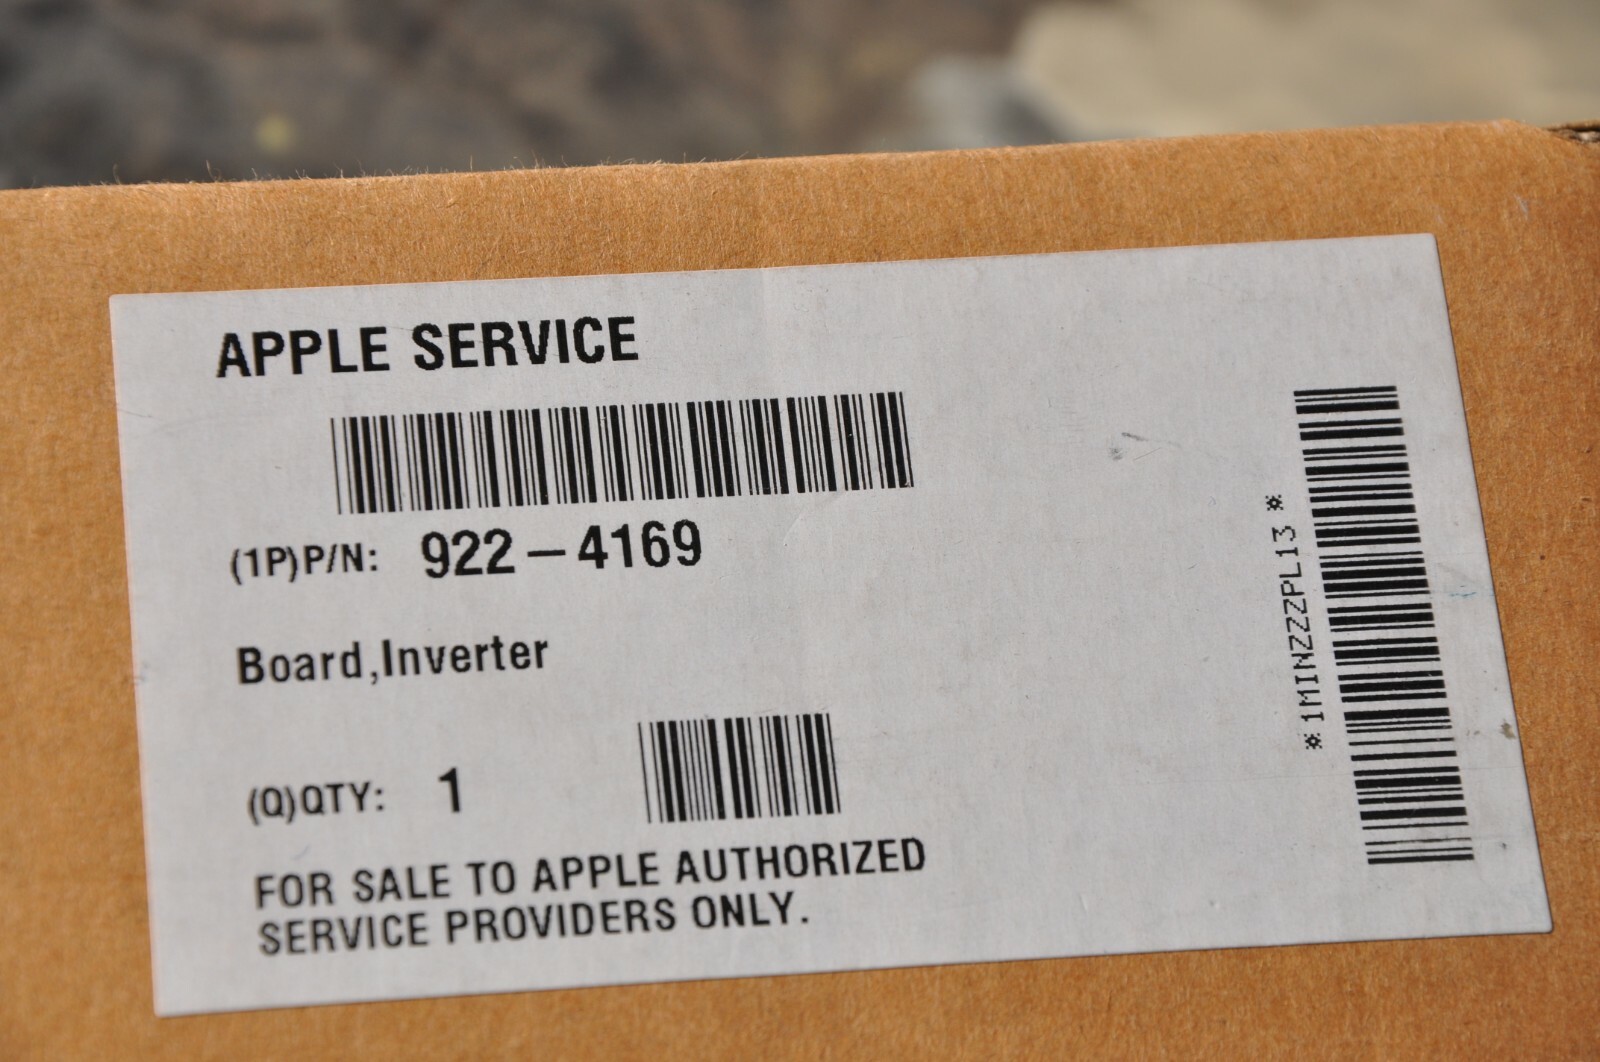 APPLE SERVICE
(1P)P/N: 922-4169
Board,Inverter
(Q)QTY: 1
FOR SALE TO APPLE AUTHORIZED
SERVICE PROVIDERS ONLY.
*1MINZZZPL13*